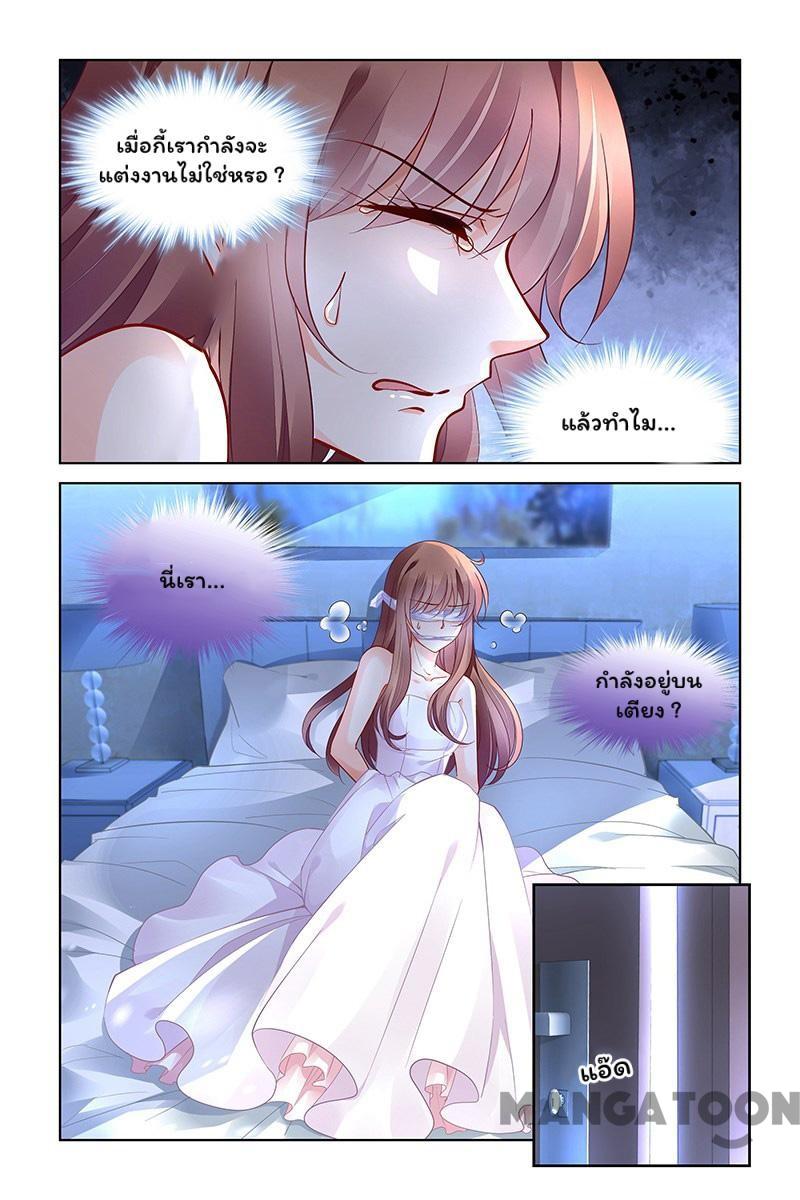 เมื่อกี้เรากำลังจะ
แต่งงานไม่ใช่หรอ ?
แล้วทำไม...
นี่เรา...
กำลังอยู่บน
เตียง ?
แอ๊ด
MANGATOON